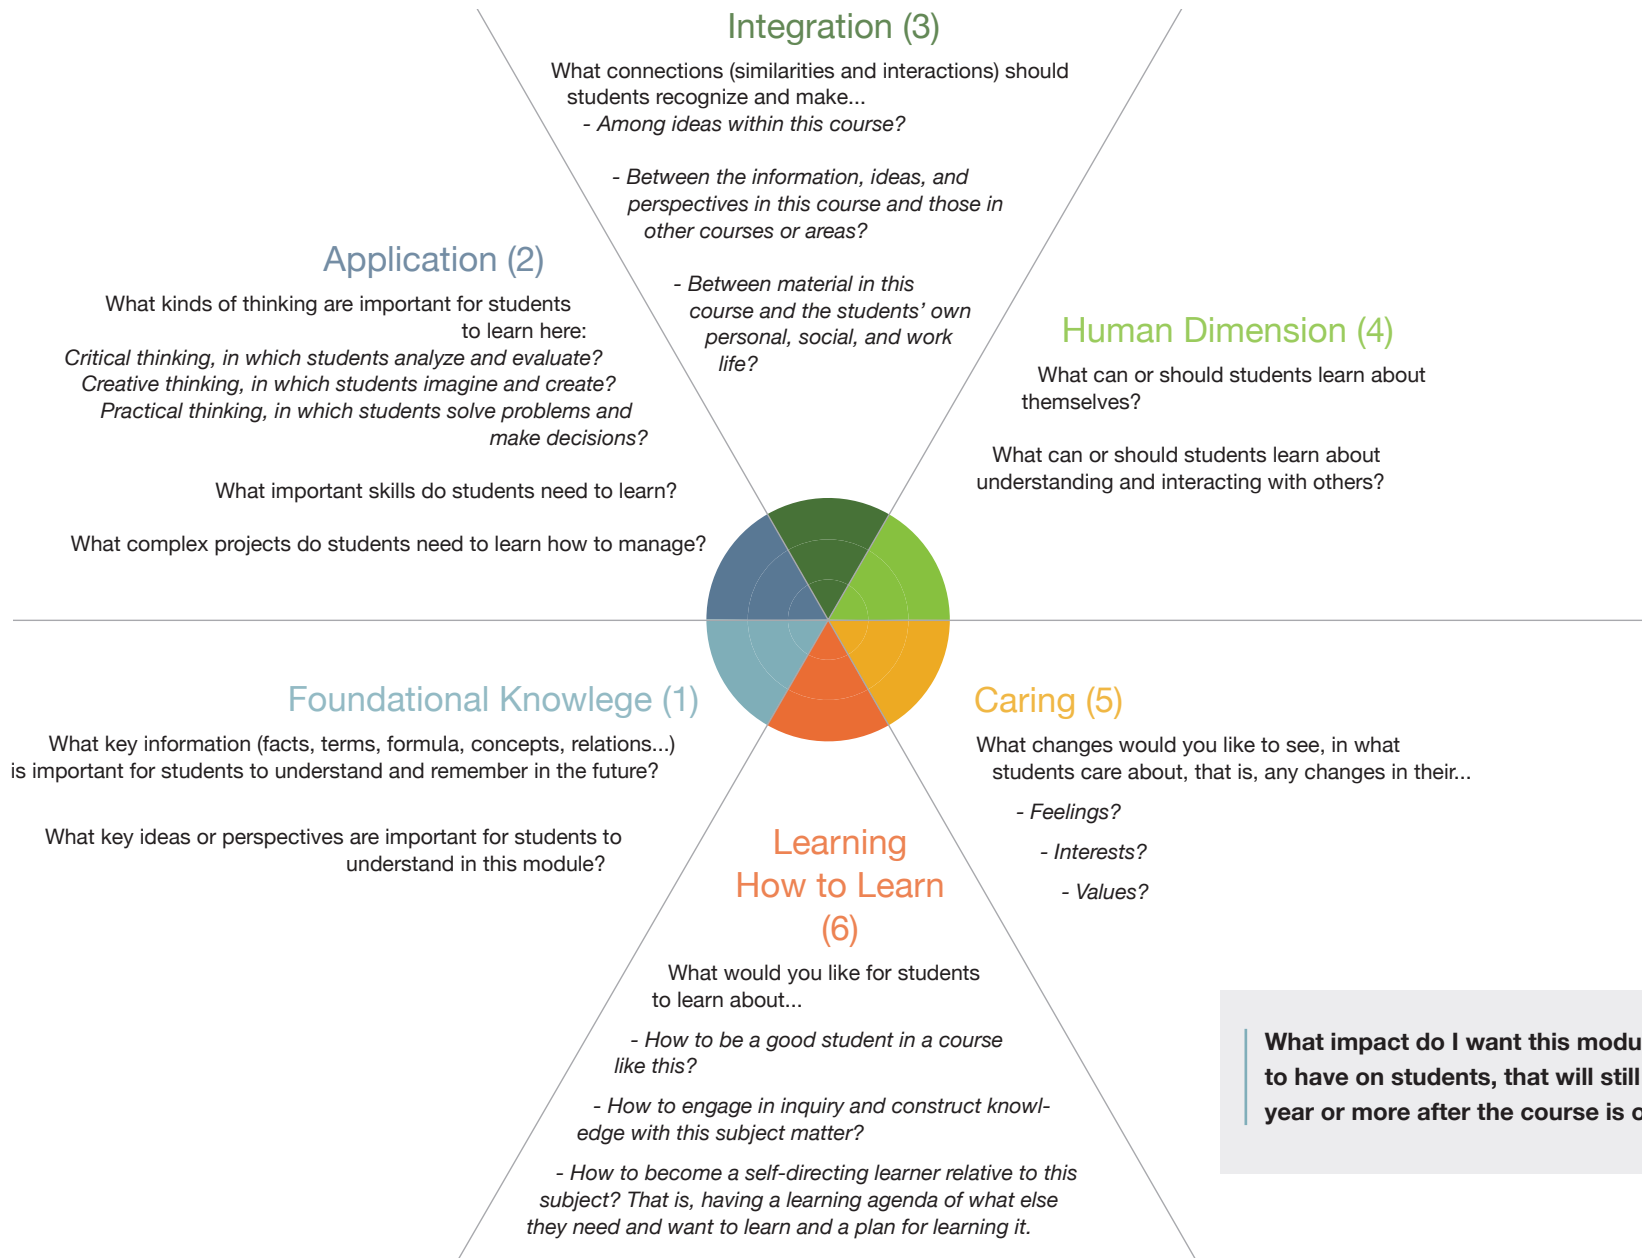 Integration (3)
What connections (similarities and interactions) should
students recognize and make...
- Among ideas within this course?
- Between the information, ideas, and
perspectives in this course and those in
other courses or areas?
- Between material in this
course and the students’ own
personal, social, and work
life?
Application (2)
What kinds of thinking are important for students
to learn here:
Critical thinking, in which students analyze and evaluate?
Creative thinking, in which students imagine and create?
Practical thinking, in which students solve problems and
make decisions?
What important skills do students need to learn?
What complex projects do students need to learn how to manage?
Human Dimension (4)
What can or should students learn about
themselves?
What can or should students learn about
understanding and interacting with others?
Foundational Knowlege (1)
What key information (facts, terms, formula, concepts, relations...)
is important for students to understand and remember in the future?
What key ideas or perspectives are important for students to
understand in this module?
Caring (5)
What changes would you like to see, in what
students care about, that is, any changes in their...
- Feelings?
- Interests?
- Values?
Learning
How to Learn
(6)
What would you like for students
to learn about...
- How to be a good student in a course
like this?
- How to engage in inquiry and construct knowl-
edge with this subject matter?
- How to become a self-directing learner relative to this
subject? That is, having a learning agenda of what else
they need and want to learn and a plan for learning it.
What impact do I want this modu
to have on students, that will still
year or more after the course is o